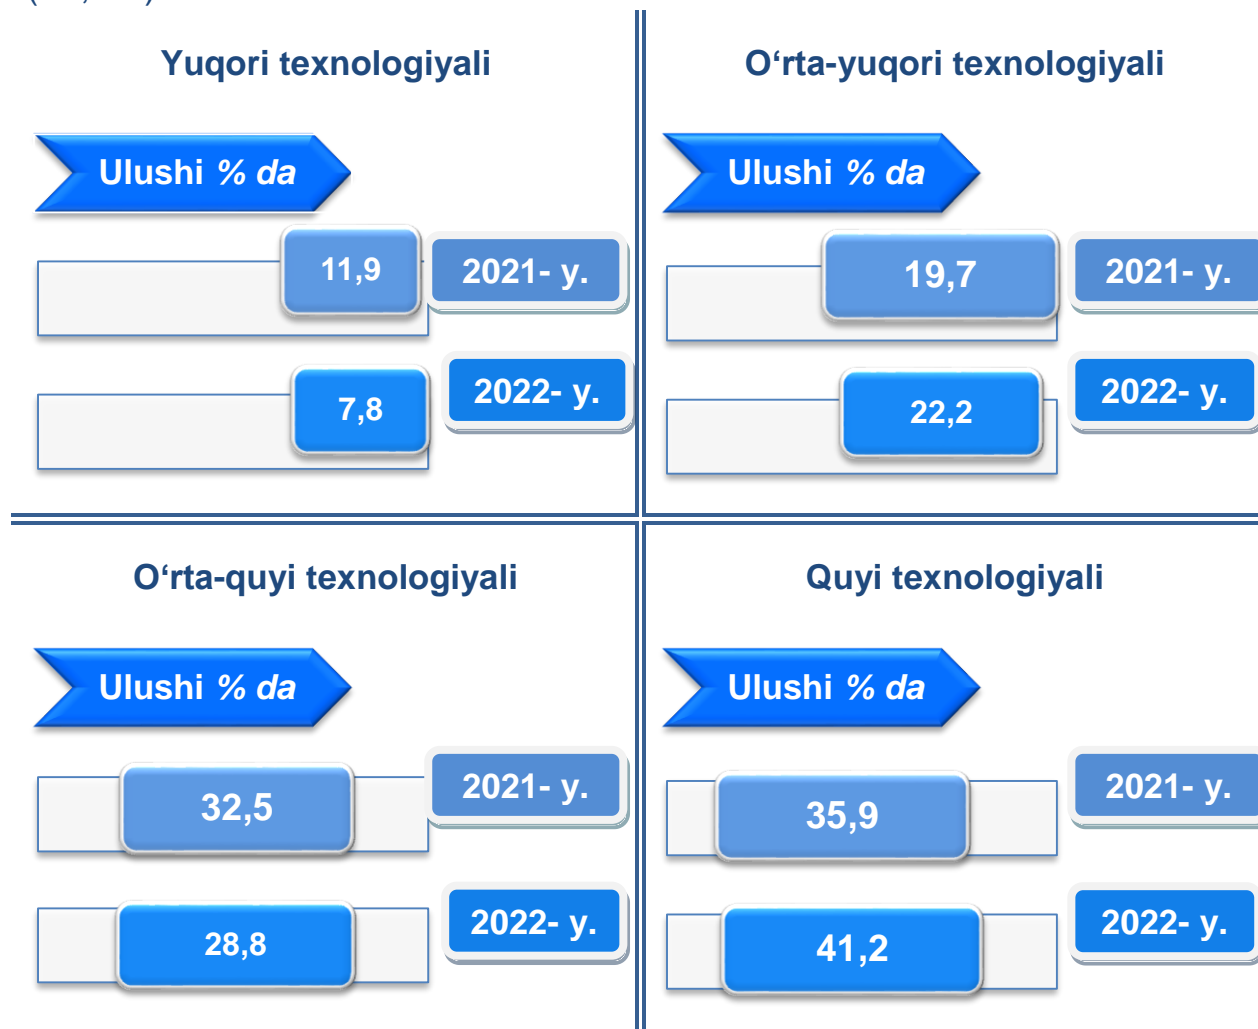 Yuqori texnologiyali
Ulushi % da
11,9
2021- y.
7,8
2022- y.
O‘rta-yuqori texnologiyali
Ulushi % da
19,7
2021- y.
22,2
2022- y.
O‘rta-quyi texnologiyali
Ulushi % da
32,5
2021- y.
28,8
2022- y.
Quyi texnologiyali
Ulushi % da
35,9
2021- y.
41,2
2022- y.